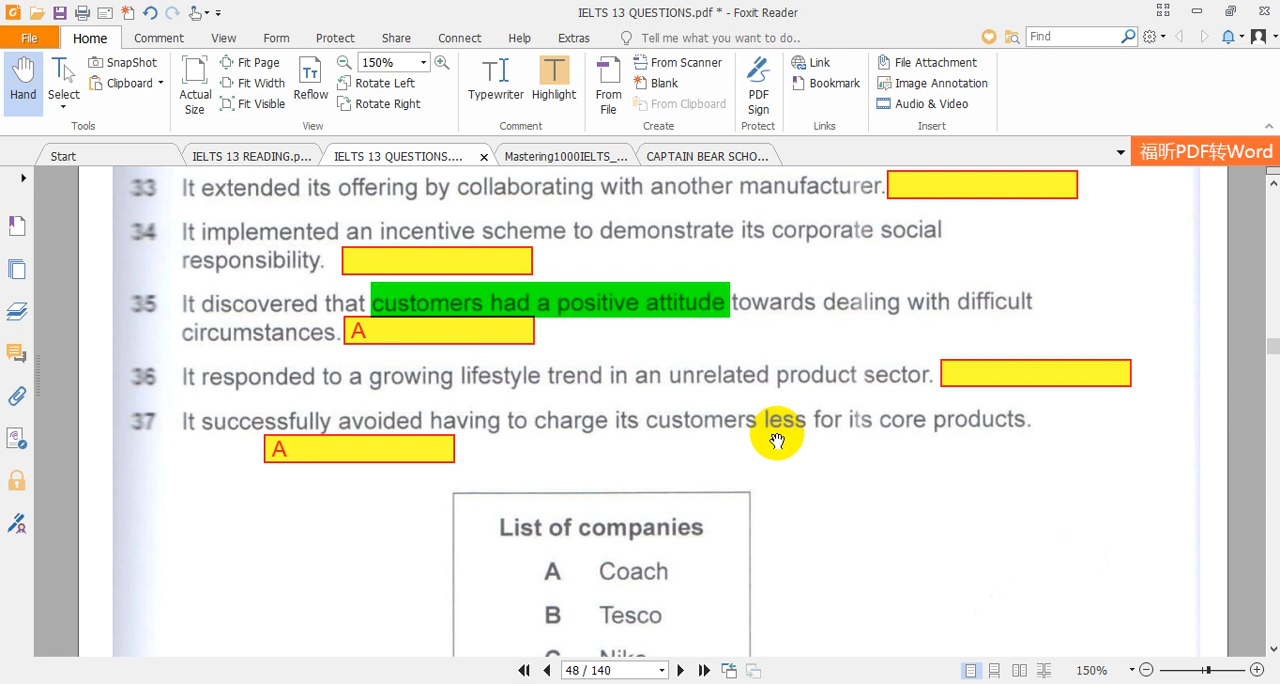 IELTS 13 QUESTIONS.pdf * - Foxit Reader
File Home Comment View Form Protect Share Connect Help Extras Tell me what you want to do.. Find
Hand
Select
SnapShot
Clipboard
Tools
Actual Size
Fit Page
Fit Width
Fit Visible
Reflow
150%
Rotate Left
Rotate Right
View
Typewriter
Highlight
Comment
From File
From Scanner
Blank
From Clipboard
Create
PDF Sign
Protect
Link
Bookmark
Links
File Attachment
Image Annotation
Audio & Video
Insert
Start IELTS 13 READING.p... IELTS 13 QUESTIONS.... Mastering1000IELTS_... CAPTAIN BEAR SCHO... 福昕PDF转Word
33 It extended its offering by collaborating with another manufacturer.
34 It implemented an incentive scheme to demonstrate its corporate social
responsibility.
35 It discovered that customers had a positive attitude towards dealing with difficult
circumstances. A
36 It responded to a growing lifestyle trend in an unrelated product sector.
37 It successfully avoided having to charge its customers less for its core products.
A
List of companies
A Coach
B Tesco
48 / 140 150%